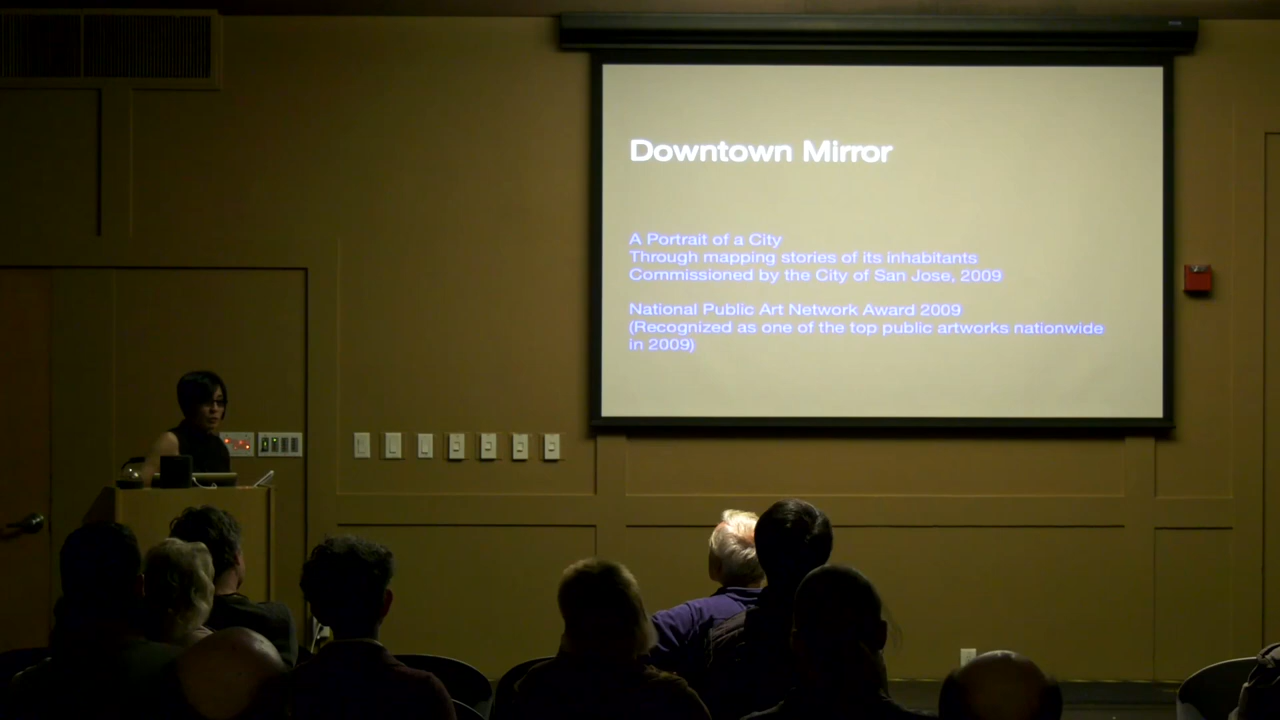 Downtown Mirror
A Portrait of a City
Through mapping stories of its inhabitants
Commissioned by the City of San Jose, 2009
National Public Art Network Award 2009
(Recognized as one of the top public artworks nationwide
in 2009)